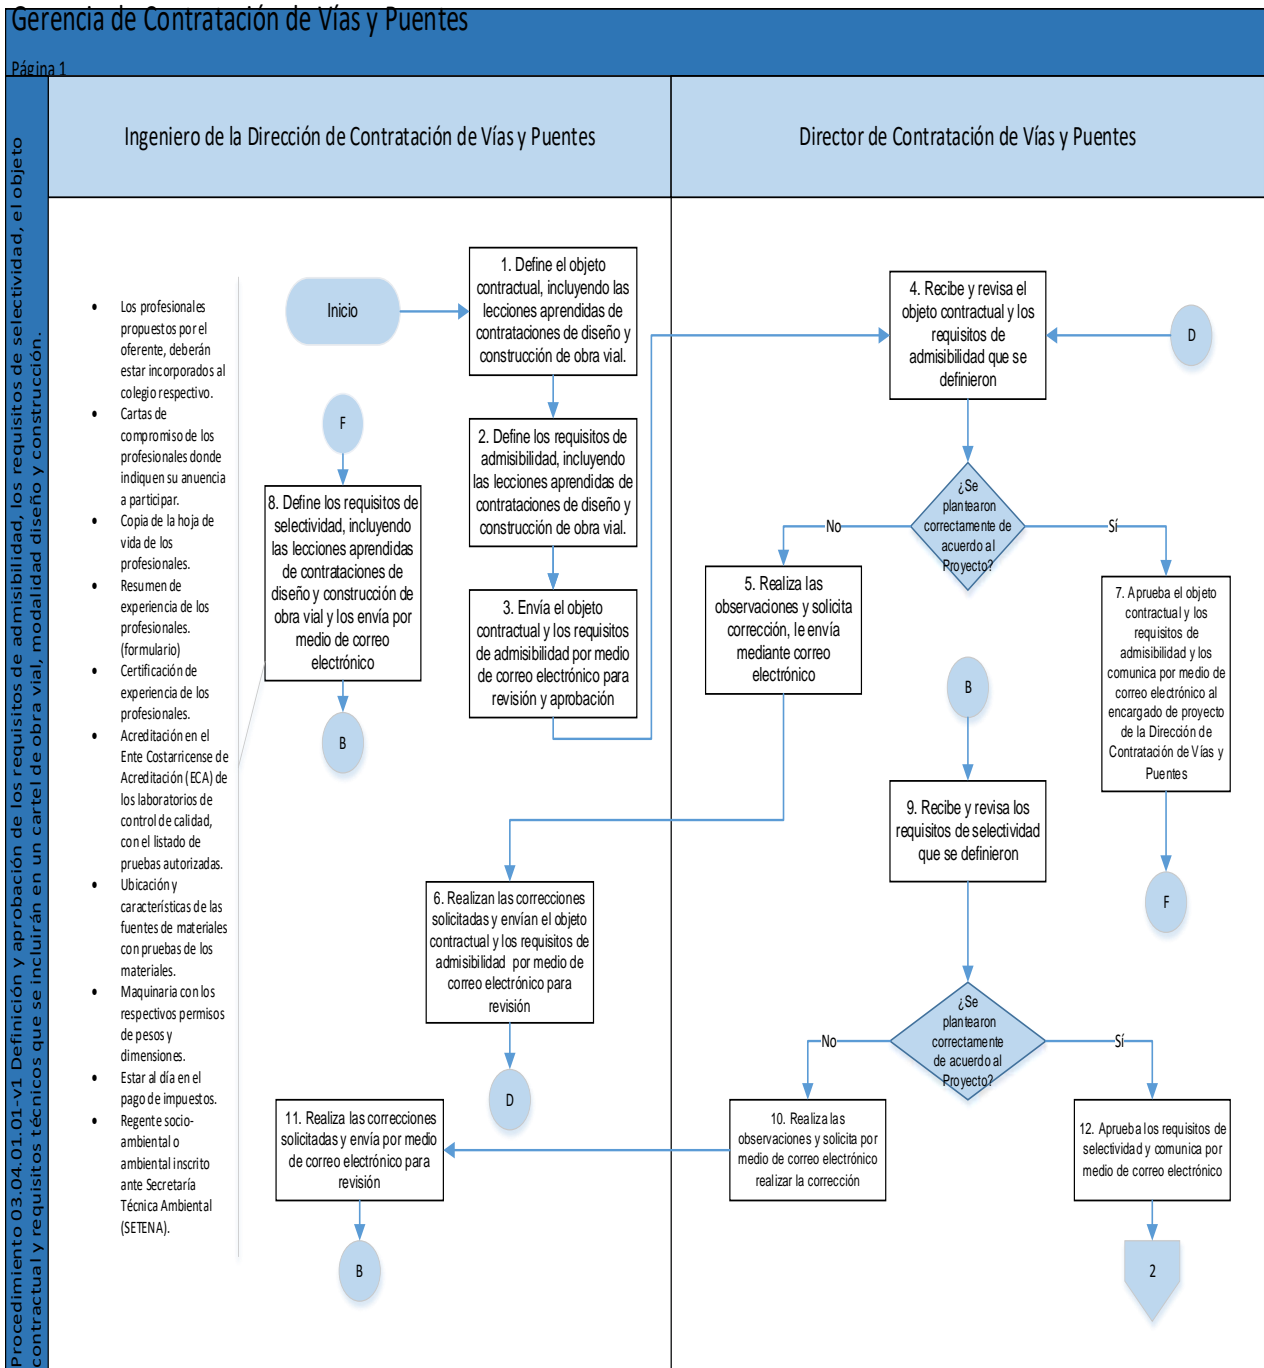 Gerencia de Contratación de Vías y Puentes
Página 1
Procedimiento 03.04.01.01-v1 Definición y aprobación de los requisitos de admisibilidad, los requisitos de selectividad, el objeto
contractual y requisitos técnicos que se incluirán en un cartel de obra vial, modalidad diseño y construcción.
Ingeniero de la Dirección de Contratación de Vías y Puentes
Director de Contratación de Vías y Puentes
• Los profesionales
propuestos por el
oferente, deberán
estar incorporados al
colegio respectivo.
• Cartas de
compromiso de los
profesionales donde
indiquen su anuencia
a participar.
• Copia de la hoja de
vida de los
profesionales.
• Resumen de
experiencia de los
profesionales.
(formulario)
• Certificación de
experiencia de los
profesionales.
• Acreditación en el
Ente Costarricense de
Acreditación (ECA) de
los laboratorios de
control de calidad,
con el listado de
pruebas autorizadas.
• Ubicación y
características de las
fuentes de materiales
con pruebas de los
materiales.
• Maquinaria con los
respectivos permisos
de pesos y
dimensiones.
• Estar al día en el
pago de impuestos.
• Regente socio-
ambiental o
ambiental inscrito
ante Secretaría
Técnica Ambiental
(SETENA).
Inicio
1. Define el objeto
contractual, incluyendo las
lecciones aprendidas de
contrataciones de diseño y
construcción de obra vial.
2. Define los requisitos de
admisibilidad, incluyendo
las lecciones aprendidas de
contrataciones de diseño y
construcción de obra vial.
3. Envía el objeto
contractual y los requisitos
de admisibilidad por medio
de correo electrónico para
revisión y aprobación
4. Recibe y revisa el
objeto contractual y los
requisitos de
admisibilidad que se
definieron
D
¿Se
plantearon
correctamente de
acuerdo al
Proyecto?
No
Sí
5. Realiza las
observaciones y solicita
corrección, le envía
mediante correo
electrónico
6. Realizan las correcciones
solicitadas y envían el objeto
contractual y los requisitos de
admisibilidad por medio de
correo electrónico para
revisión
D
7. Aprueba el objeto
contractual y los
requisitos de
admisibilidad y los
comunica por medio de
correo electrónico al
encargado de proyecto
de la Dirección de
Contratación de Vías y
Puentes
F
F
8. Define los requisitos de
selectividad, incluyendo
las lecciones aprendidas
de contrataciones de
diseño y construcción de
obra vial y los envía por
medio de correo
electrónico
B
B
9. Recibe y revisa los
requisitos de selectividad
que se definieron
¿Se
plantearon
correctamente
de acuerdo al
Proyecto?
No
Sí
10. Realiza las
observaciones y solicita por
medio de correo electrónico
realizar la corrección
11. Realiza las correcciones
solicitadas y envía por medio
de correo electrónico para
revisión
B
12. Aprueba los requisitos de
selectividad y comunica por
medio de correo electrónico
2